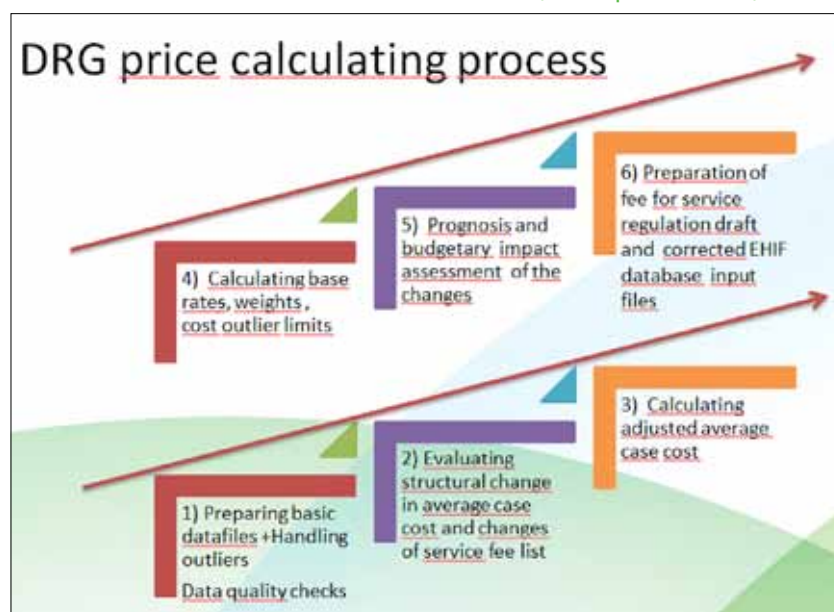 DRG price calculating process
6) Preparation of
fee for service
regulation draft
and corrected EHIF
database input
files
5) Prognosis and
budgetary impact
assessment of the
changes
4) Calculating base
rates, weights ,
cost outlier limits
3) Calculating
adjusted average
case cost
2) Evaluating
structural change
in average case
cost and changes
of service fee list
1) Preparing basic
datafiles +Handling
outliers
Data quality checks